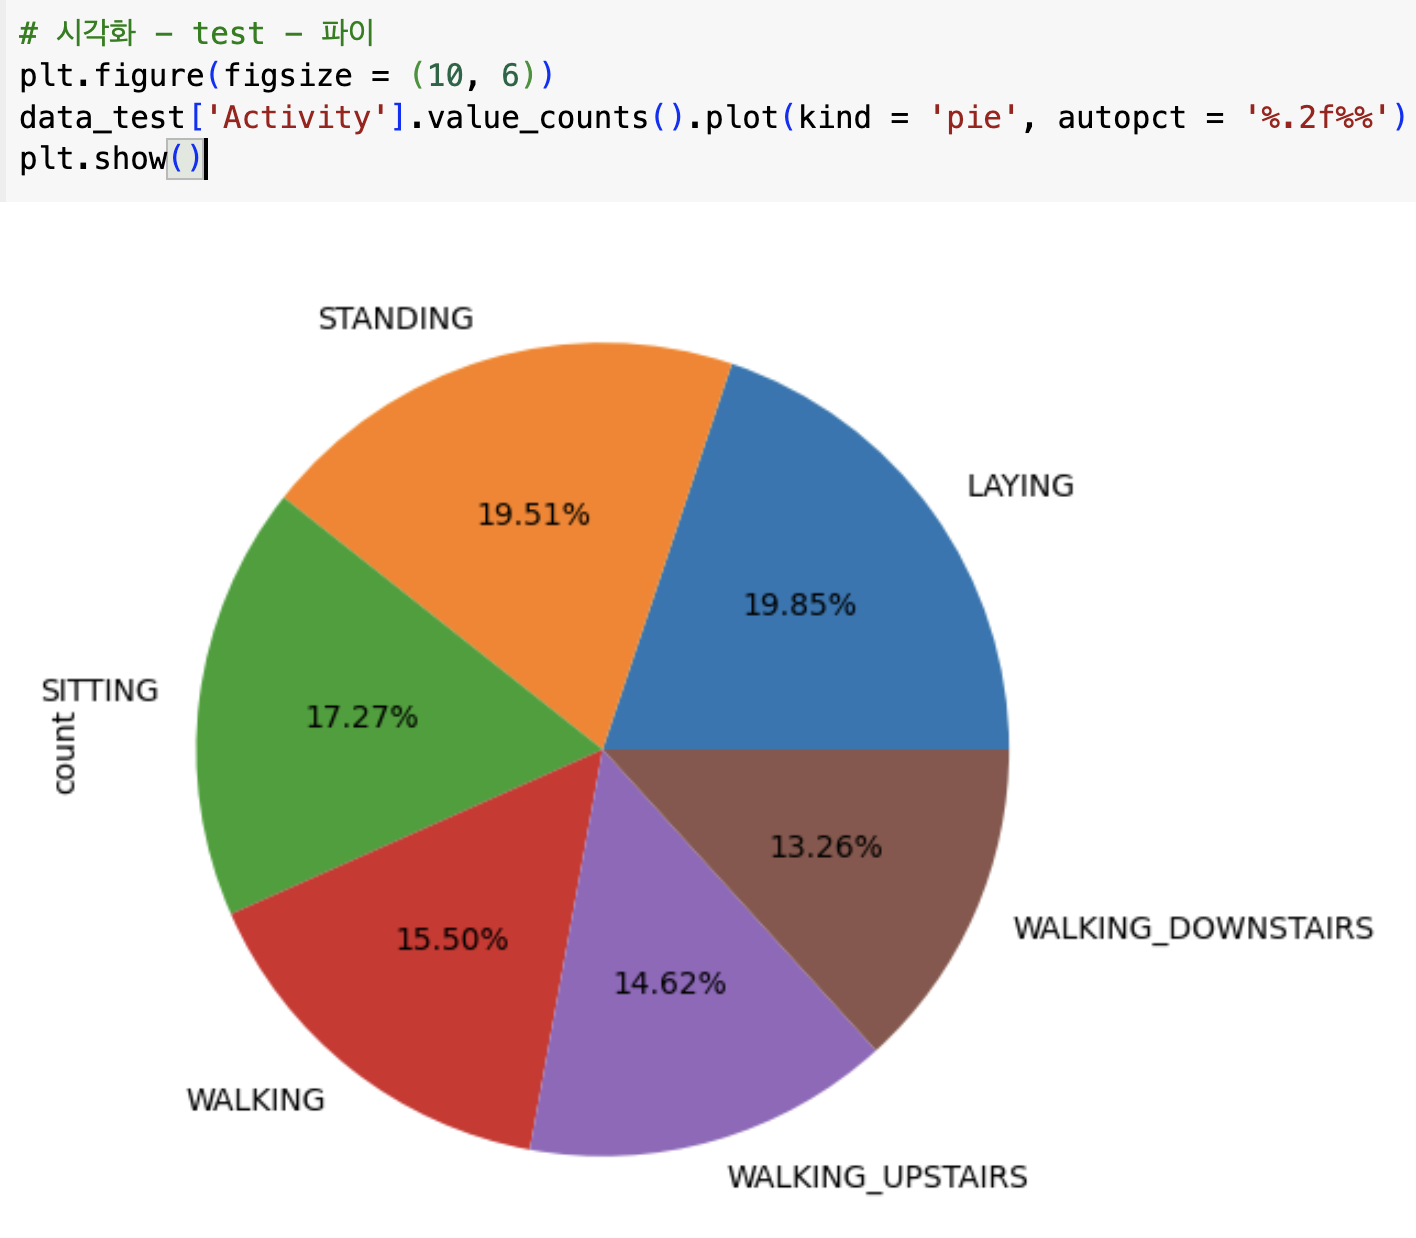 # 시각화 - test - 파이
plt.figure(figsize = (10, 6))
data_test['Activity'].value_counts().plot(kind = 'pie', autopct = '%.2f%%')
plt.show()
STANDING
LAYING
19.51%
19.85%
SITTING
17.27%
count
13.26%
WALKING_DOWNSTAIRS
15.50%
14.62%
WALKING
WALKING_UPSTAIRS